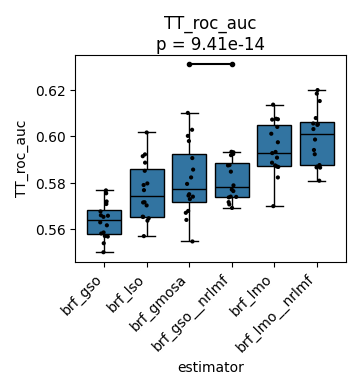 TT_roc_auc
p = 9.41e-14
TT_roc_auc
0.62
0.60
0.58
0.56
brf_gso
brf_lso
brf_gmosa
brf_gso__nrlmf
brf_lmo
brf_lmo__nrlmf
estimator